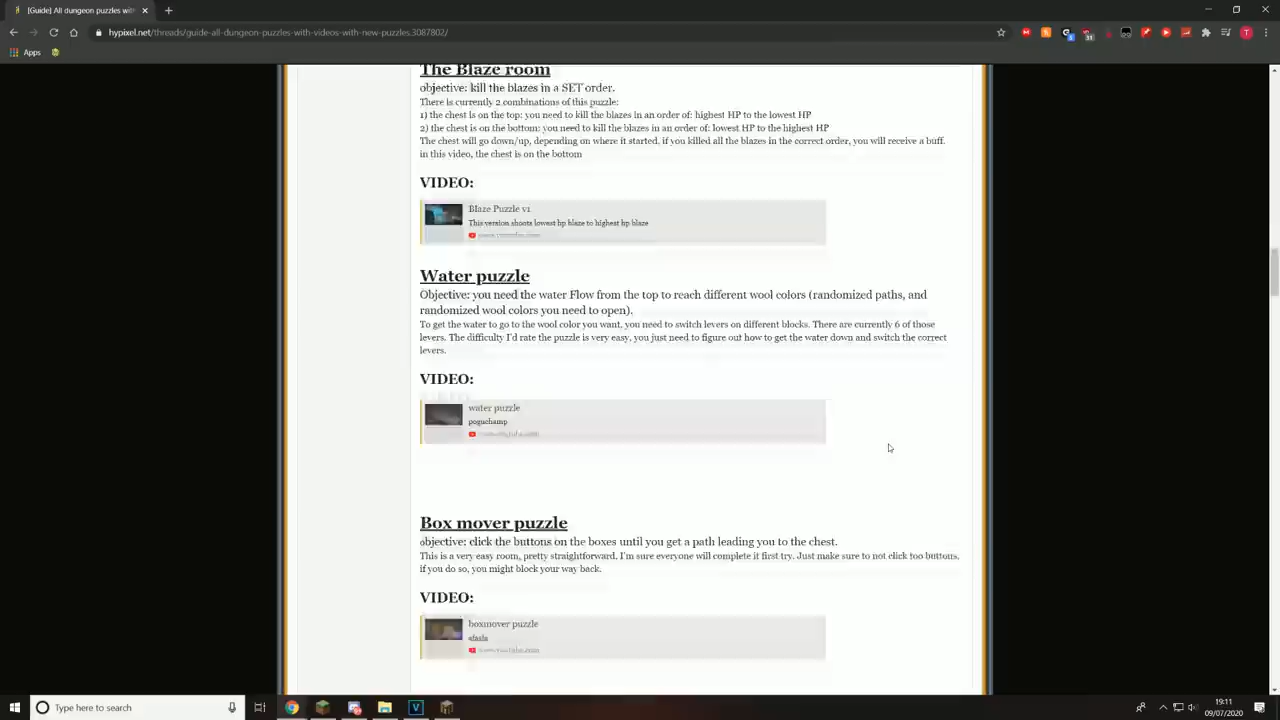 [Guide] All dungeon puzzles with
hypixel.net/threads/guide-all-dungeon-puzzles-with-videos-with-new-puzzles.3087802/
Apps
The Blaze room
objective: kill the blazes in a SET order.
There is currently 2 combinations of this puzzle:
1) the chest is on the top: you need to kill the blazes in an order of: highest HP to the lowest HP
2) the chest is on the bottom: you need to kill the blazes in an order of: lowest HP to the highest HP
The chest will go down/up, depending on where it started, if you killed all the blazes in the correct order, you will receive a buff.
in this video, the chest is on the bottom
VIDEO:
Blaze Puzzle v1
This version shoots lowest hp blaze to highest hp blaze
Water puzzle
Objective: you need the water Flow from the top to reach different wool colors (randomized paths, and
randomized wool colors you need to open).
To get the water to go to the wool color you want, you need to switch levers on different blocks. There are currently 6 of those
levers. The difficulty I'd rate the puzzle is very easy, you just need to figure out how to get the water down and switch the correct
levers.
VIDEO:
water puzzle
poguchamp
Box mover puzzle
objective: click the buttons on the boxes until you get a path leading you to the chest.
This is a very easy room, pretty straightforward, I'm sure everyone will complete it first try. Just make sure to not click too buttons,
if you do so, you might block your way back.
VIDEO:
boxmover puzzle
www.youtube.com
Type here to search
19:11
09/07/2020